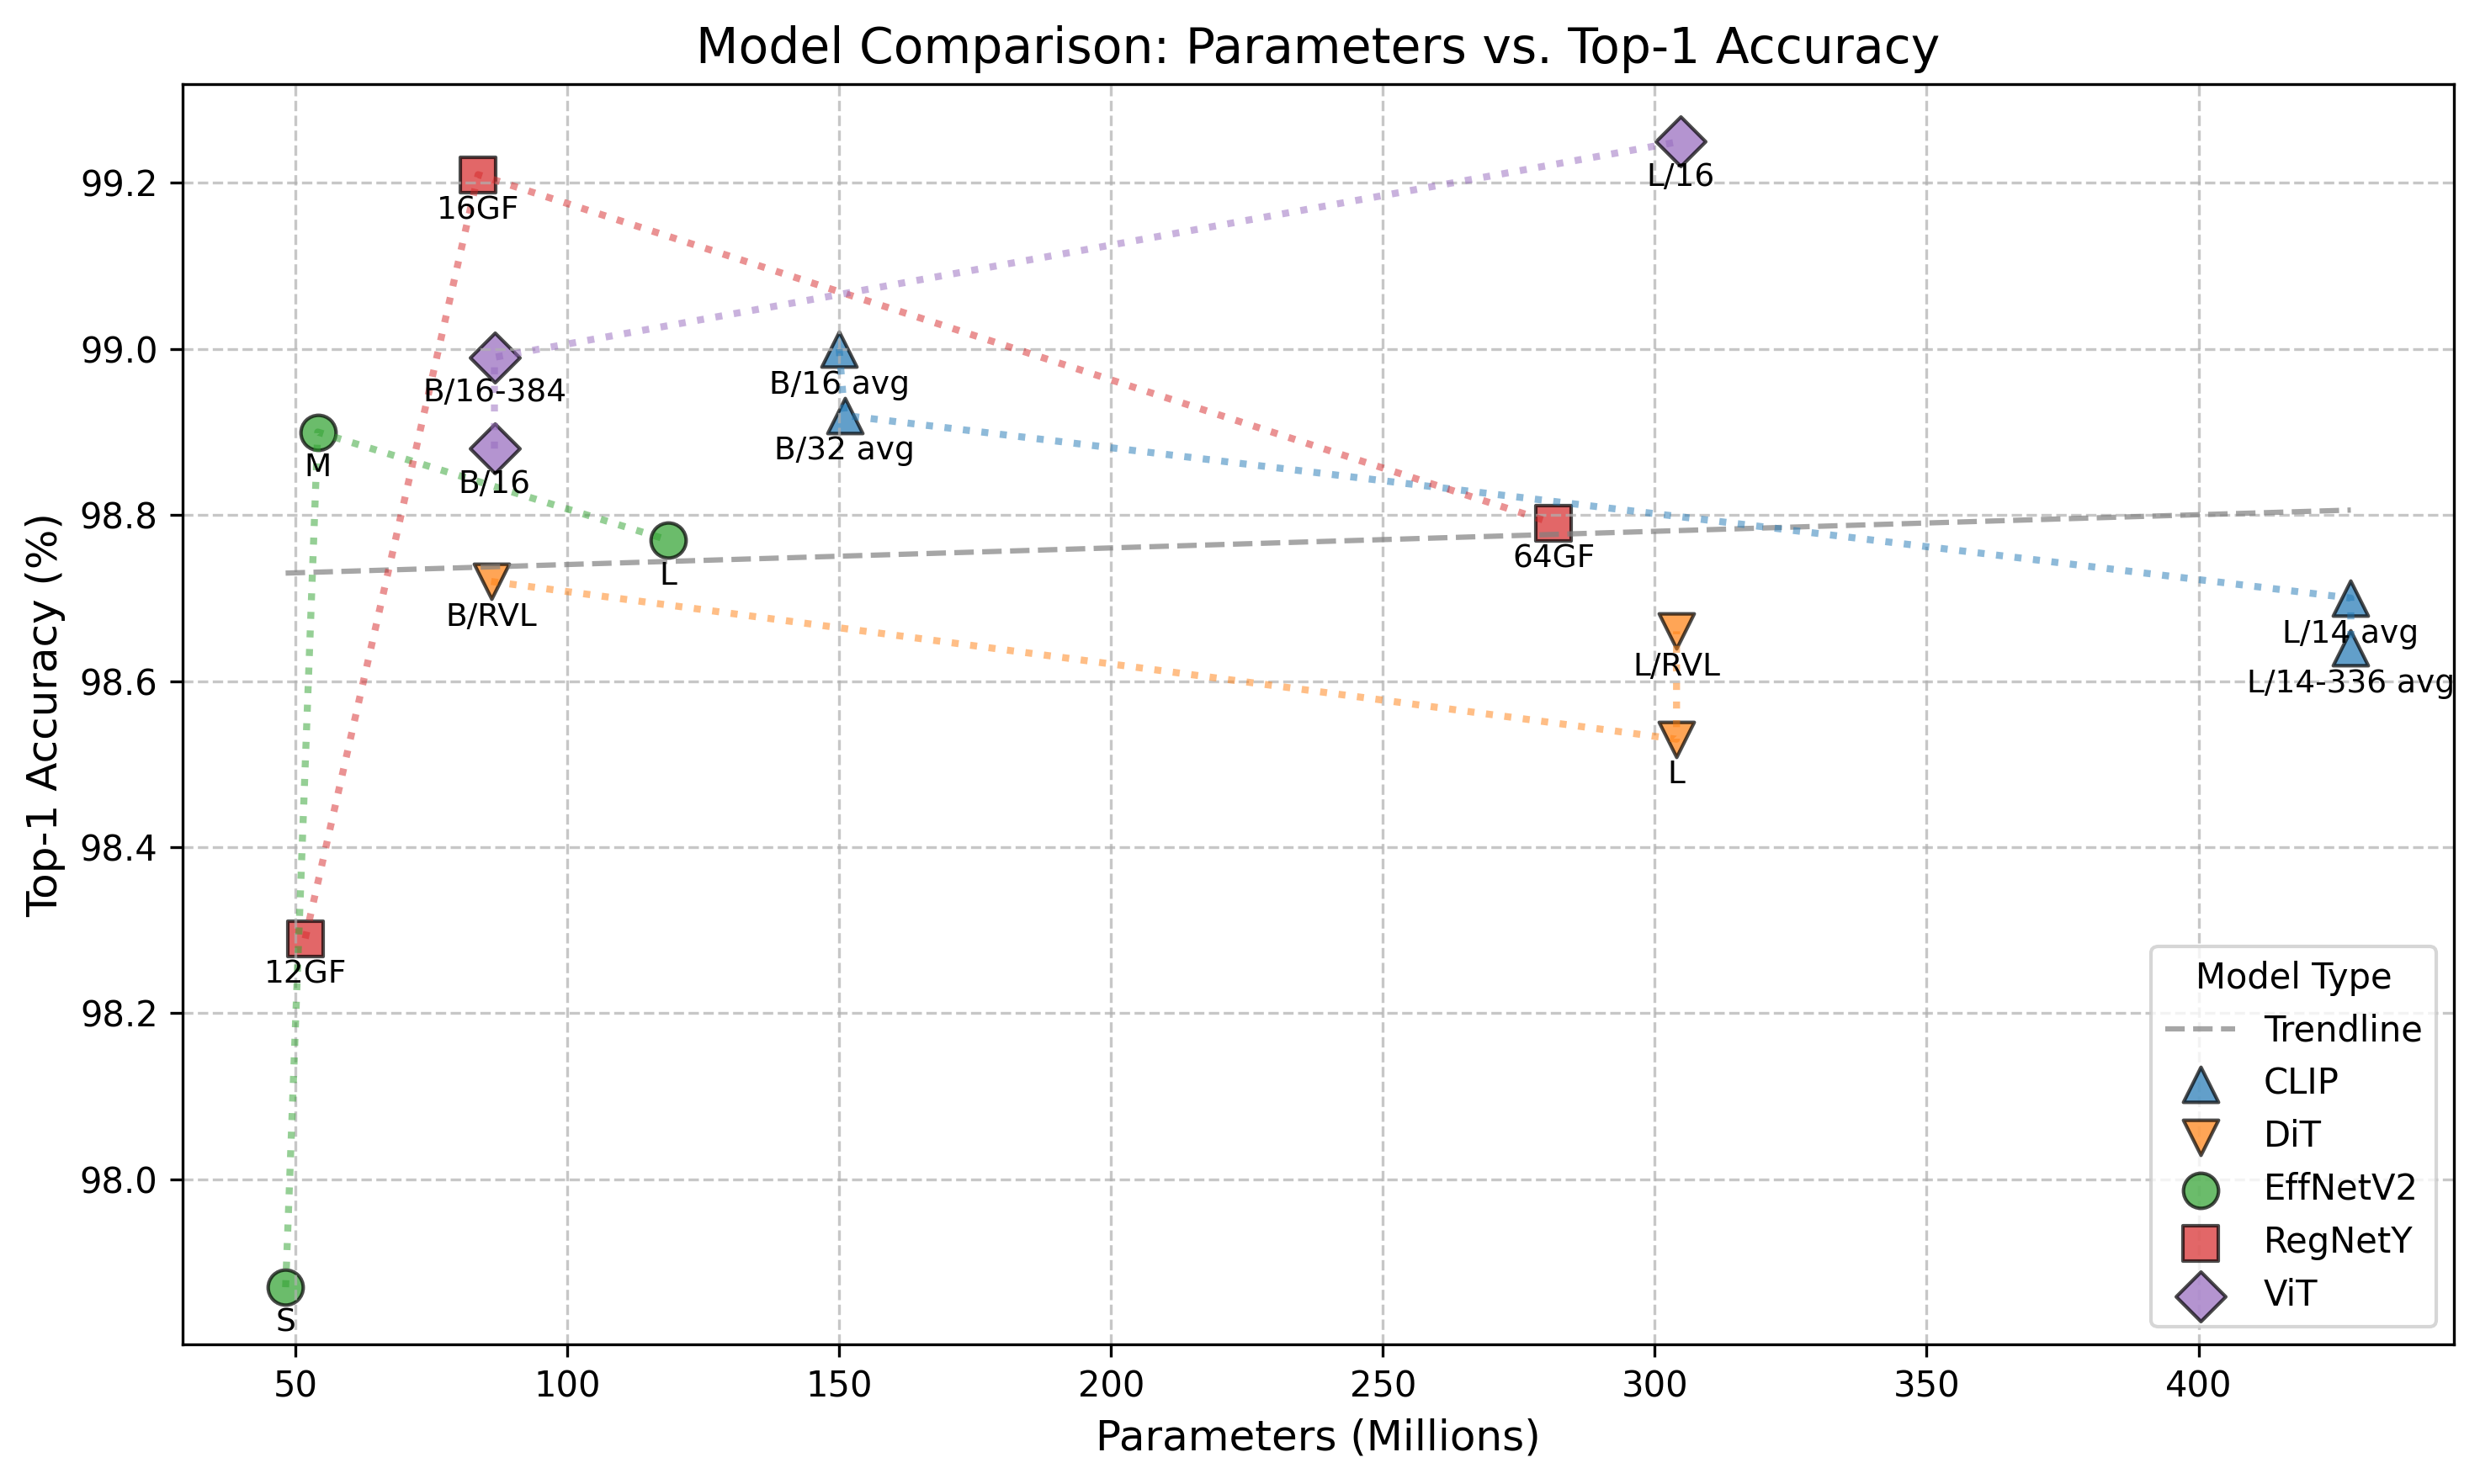 Model Comparison: Parameters vs. Top-1 Accuracy
Top-1 Accuracy (%)
99.2
99.0
98.8
98.6
98.4
98.2
98.0
16GF
L/16
B/16-384
B/16 avg
B/32 avg
M
B/16
L
B/RVL
64GF
L/14 avg
L/RVL
L/14-336 avg
L
12GF
S
Model Type
Trendline
CLIP
DiT
EffNetV2
RegNetY
ViT
50 100 150 200 250 300 350 400
Parameters (Millions)